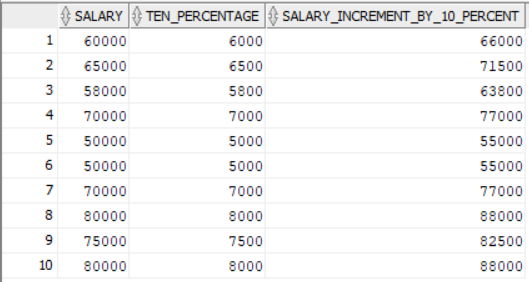 SALARY TEN_PERCENTAGE SALARY_INCREMENT_BY_10_PERCENT
1 60000 6000 66000
2 65000 6500 71500
3 58000 5800 63800
4 70000 7000 77000
5 50000 5000 55000
6 50000 5000 55000
7 70000 7000 77000
8 80000 8000 88000
9 75000 7500 82500
10 80000 8000 88000